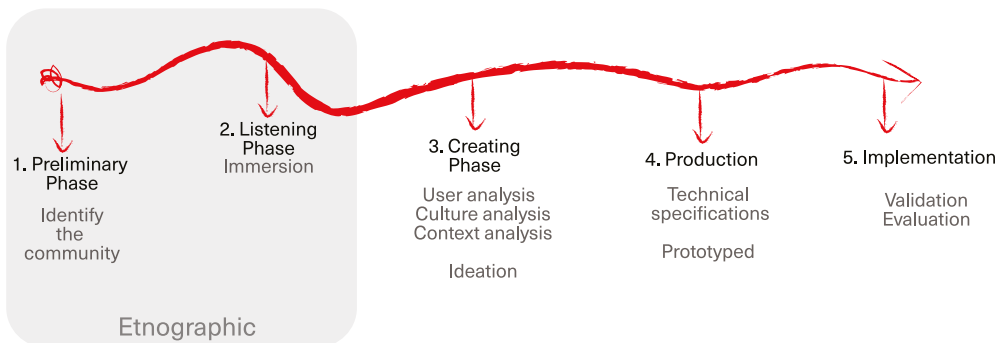 1. Preliminary
Phase
Identify
the
community
2. Listening
Phase
Immersion
Etnographic
3. Creating
Phase
User analysis
Culture analysis
Context analysis
Ideation
4. Production
Technical
specifications
Prototyped
5. Implementation
Validation
Evaluation